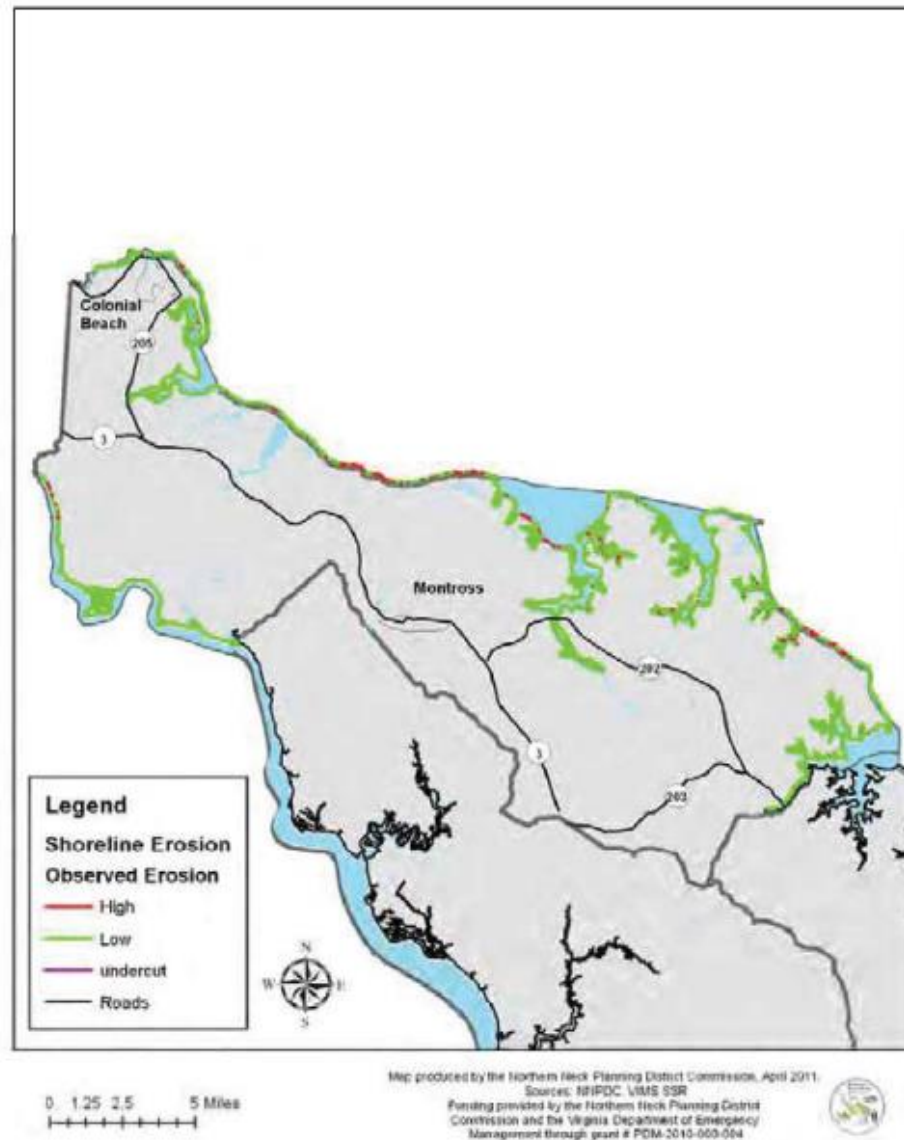 Colonial
Beach
205
3
Montross
202
3
203
Legend
Shoreline Erosion
Observed Erosion
High
Low
undercut
Roads
N
W E
S
0 1.25 2.5 5 Miles
Map produced by the Northern Neck Planning District Commission, April 2011.
Sources: NNPDC, VIMS SSR
Funding provided by the Northern Neck Planning District
Commission and the Virginia Department of Emergency
Management through grant # PDM-2010-003-004